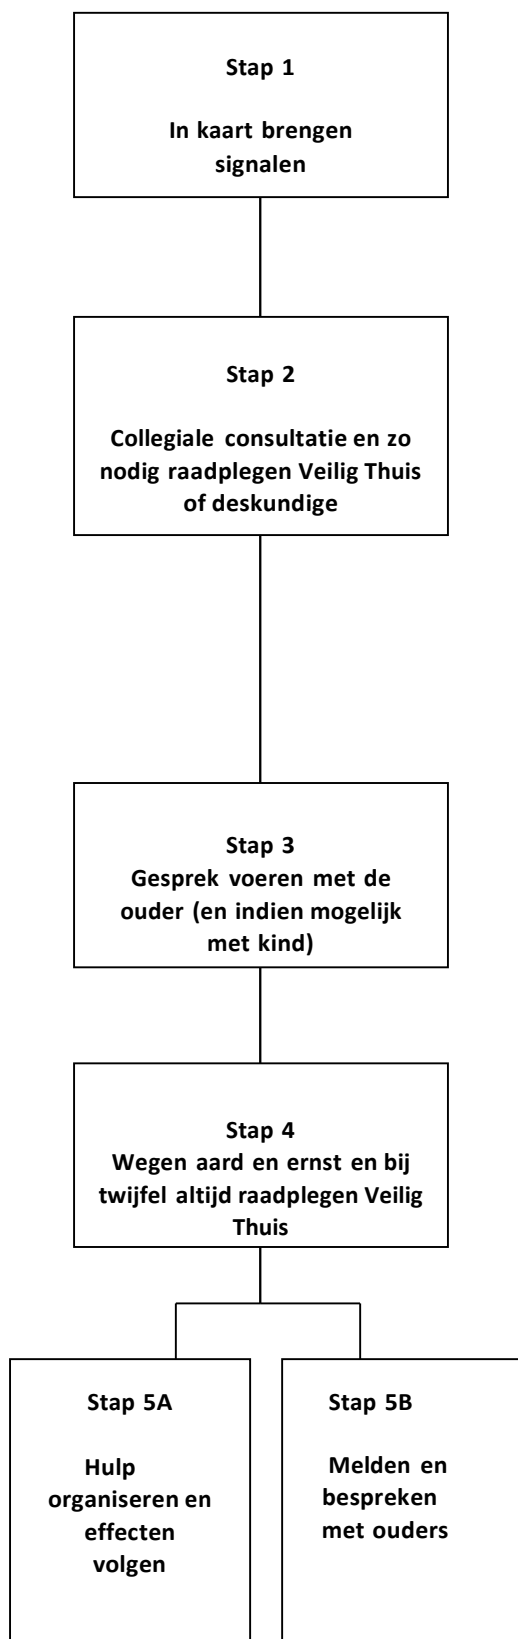 Stap 1
In kaart brengen
signalen
Stap 2
Collegiale consultatie en zo
nodig raadplegen Veilig Thuis
of deskundige
Stap 3
Gesprek voeren met de
ouder (en indien mogelijk
met kind)
Stap 4
Wegen aard en ernst en bij
twijfel altijd raadplegen Veilig
Thuis
Stap 5A
Hulp
organiseren en
effecten
volgen
Stap 5B
Melden en
bespreken
met ouders